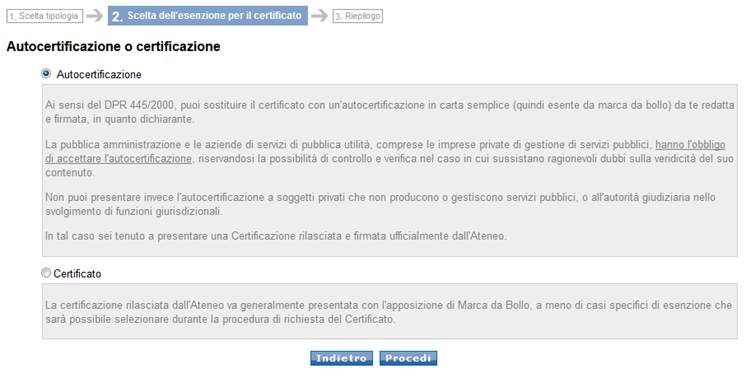 1. Scelta tipologia 2. Scelta dell'esenzione per il certificato 3. Riepilogo
Autocertificazione o certificazione
Autocertificazione
Ai sensi del DPR 445/2000, puoi sostituire il certificato con un'autocertificazione in carta semplice (quindi esente da marca da bollo) da te redatta
e firmata, in quanto dichiarante.
La pubblica amministrazione e le aziende di servizi di pubblica utilità, comprese le imprese private di gestione di servizi pubblici, hanno l'obbligo
di accettare l'autocertificazione, riservandosi la possibilità di controllo e verifica nel caso in cui sussistano ragionevoli dubbi sulla veridicità del suo
contenuto.
Non puoi presentare invece l'autocertificazione a soggetti privati che non producono o gestiscono servizi pubblici, o all'autorità giudiziaria nello
svolgimento di funzioni giurisdizionali.
In tal caso sei tenuto a presentare una Certificazione rilasciata e firmata ufficialmente dall'Ateneo.
Certificato
La certificazione rilasciata dall'Ateneo va generalmente presentata con l'apposizione di Marca da Bollo, a meno di casi specifici di esenzione che
sarà possibile selezionare durante la procedura di richiesta del Certificato.
Indietro Procedi